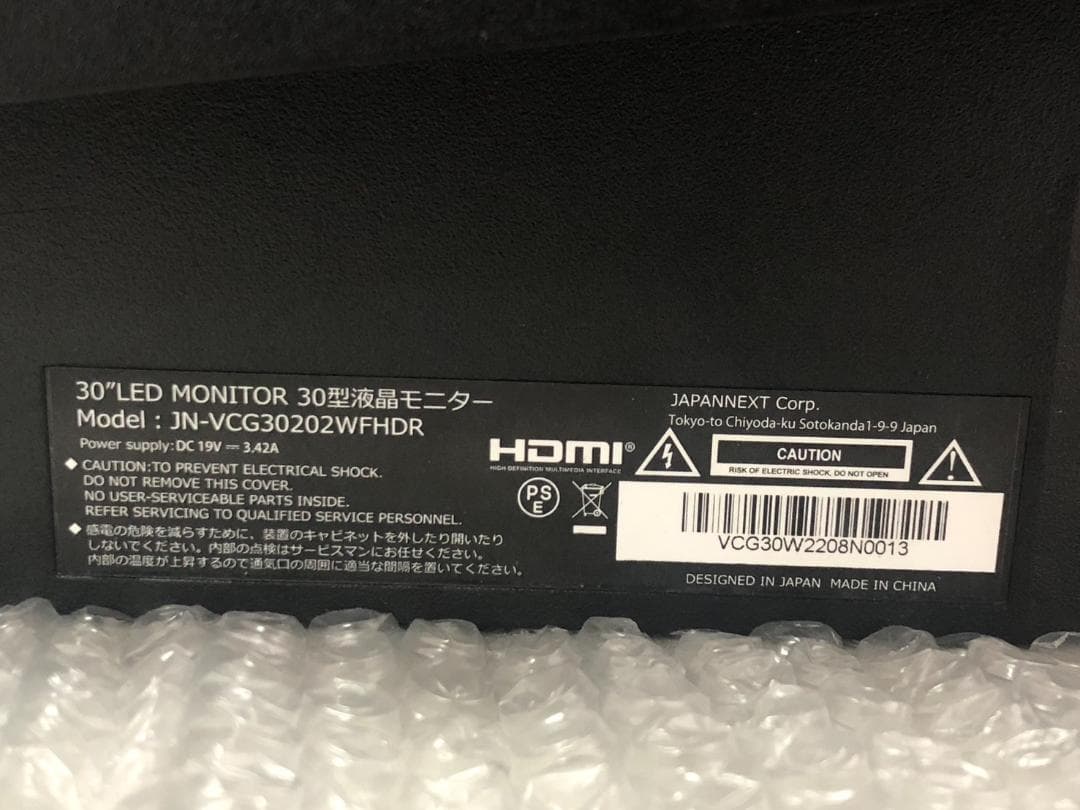 30"LED MONITOR 30型液晶モニター
Model : JN-VCG30202WFHDR
Power supply: DC 19V ⎓ 3.42A
◆ CAUTION:TO PREVENT ELECTRICAL SHOCK.
DO NOT REMOVE THIS COVER.
NO USER-SERVICEABLE PARTS INSIDE.
REFER SERVICING TO QUALIFIED SERVICE PERSONNEL.
◆ 感電の危険を減らすために、装置のキャビネットを外したり開いたり
しないでください。内部の点検はサービスマンにお任せください。
内部の温度が上昇するので通気口の周囲に適当な間隔を置いてください。
HDMI®
HIGH-DEFINITION MULTIMEDIA INTERFACE
PS
E
JAPANNEXT Corp.
Tokyo-to Chiyoda-ku Sotokanda1-9-9 Japan
CAUTION
RISK OF ELECTRIC SHOCK, DO NOT OPEN
VCG30W2208N0013
DESIGNED IN JAPAN MADE IN CHINA